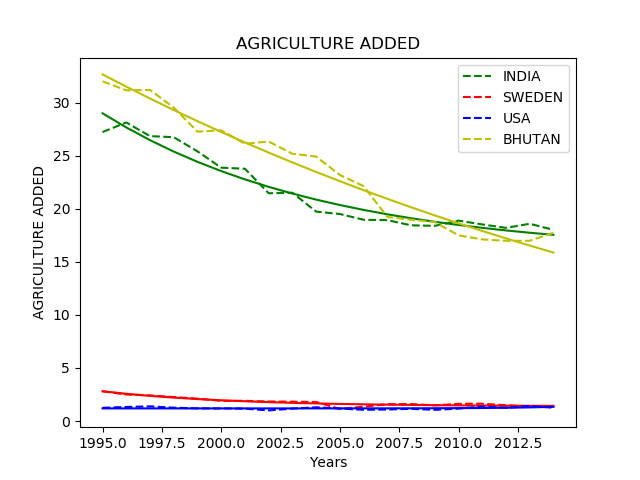 AGRICULTURE ADDED
INDIA
SWEDEN
USA
BHUTAN
30
25
20
15
10
5
0
AGRICULTURE ADDED
1995.0 1997.5 2000.0 2002.5 2005.0 2007.5 2010.0 2012.5
Years